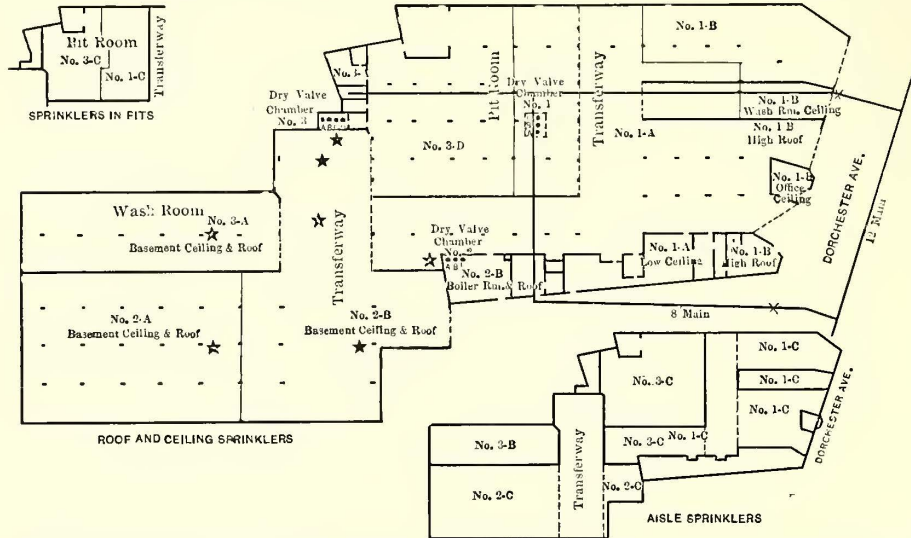 Pit Room
No. 3-C
No. 1-C
Transferway
SPRINKLERS IN FITS
No. 3-
Dry Valve
Chamber
No. 3
Pit Room
Dry Valve
Chamber
No. 1
Transferway
No. 1-B
No. 1-B
Wash Rm. Ceiling
No. 1 B
High Roof
No. 1-A
No. 3-D
No. 1-B
Office
Ceiling
DORCHESTER AVE.
12 Main
Wash Room
No. 3-A
Basement Ceiling & Roof
Transferway
Dry Valve
Chamber
No. 2
A B
No. 2-B
Boiler Rm. & Roof
No. 1-A
Low Ceiling
No. 1-B
High Roof
8 Main
No. 2-A
Basement Ceiling & Roof
No. 2-B
Basement Ceiling & Roof
ROOF AND CEILING SPRINKLERS
No. 1-C
No. 3-C
No. 1-C
No. 1-C
DORCHESTER AVE.
No. 3-B
Transferway
No. 3-C
No. 1-C
No. 2-C
No. 2-C
AISLE SPRINKLERS